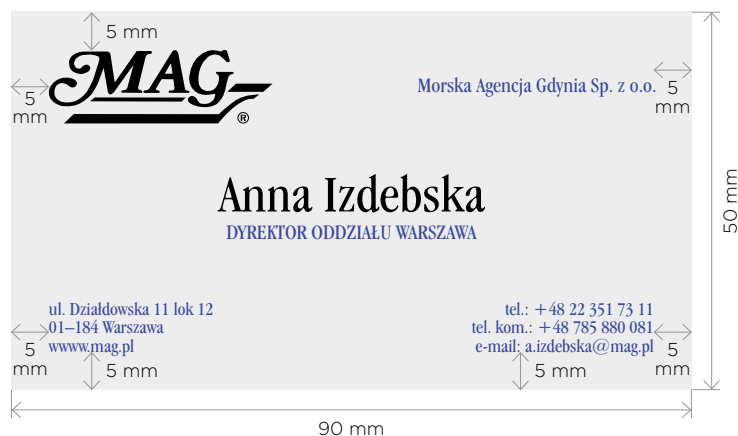 5 mm
MAG
®
Morska Agencja Gdynia Sp. z o.o.
5
mm
5
mm
Anna Izdebska
DYREKTOR ODDZIAŁU WARSZAWA
50 mm
ul. Działdowska 11 lok 12
01–184 Warszawa
wwww.mag.pl
tel.: +48 22 351 73 11
tel. kom.: +48 785 880 081
e-mail: a.izdebska@mag.pl
5
mm
5 mm
5 mm
5
mm
90 mm